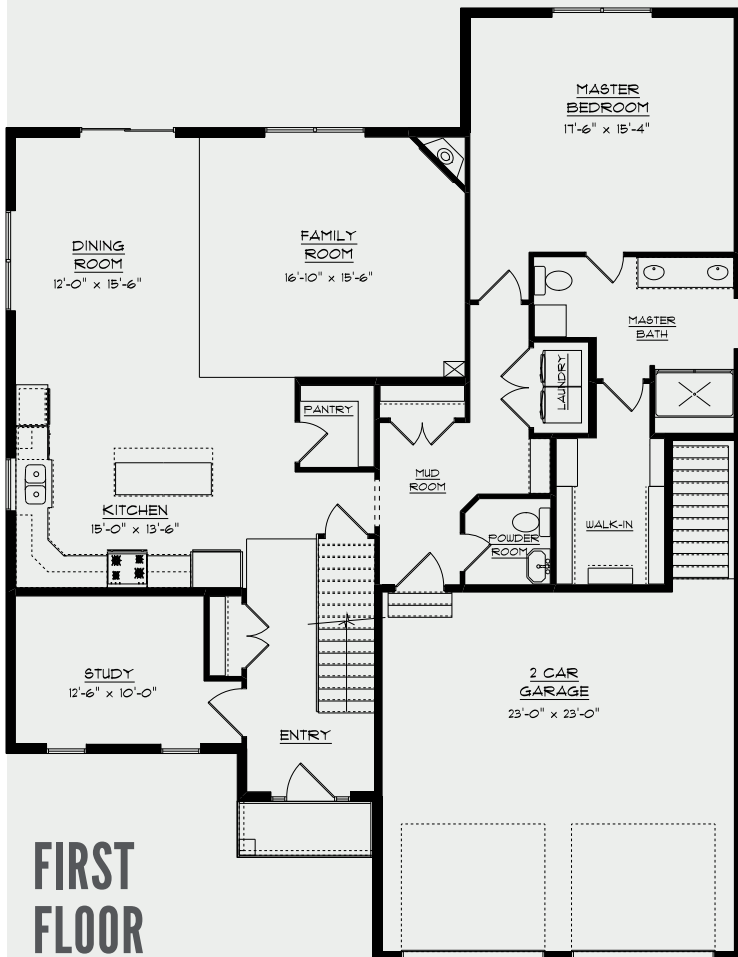 MASTER
BEDROOM
17'-6" x 15'-4"
DINING
ROOM
12'-0" x 15'-6"
FAMILY
ROOM
16'-10" x 15'-6"
MASTER
BATH
LAUNDRY
PANTRY
MUD
ROOM
KITCHEN
15'-0" x 13'-6"
POWDER
ROOM
WALK-IN
STUDY
12'-6" x 10'-0"
2 CAR
GARAGE
23'-0" x 23'-0"
ENTRY
FIRST
FLOOR